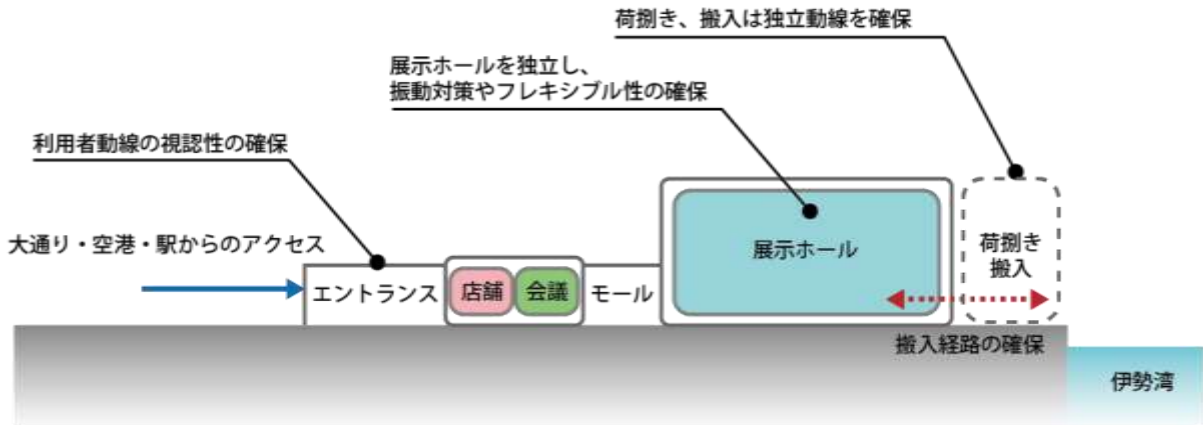 荷捌き、搬入は独立動線を確保
展示ホールを独立し、
振動対策やフレキシブル性の確保
利用者動線の視認性の確保
大通り・空港・駅からのアクセス
エントランス
店舗
会議
モール
展示ホール
荷捌き
搬入
搬入経路の確保
伊勢湾